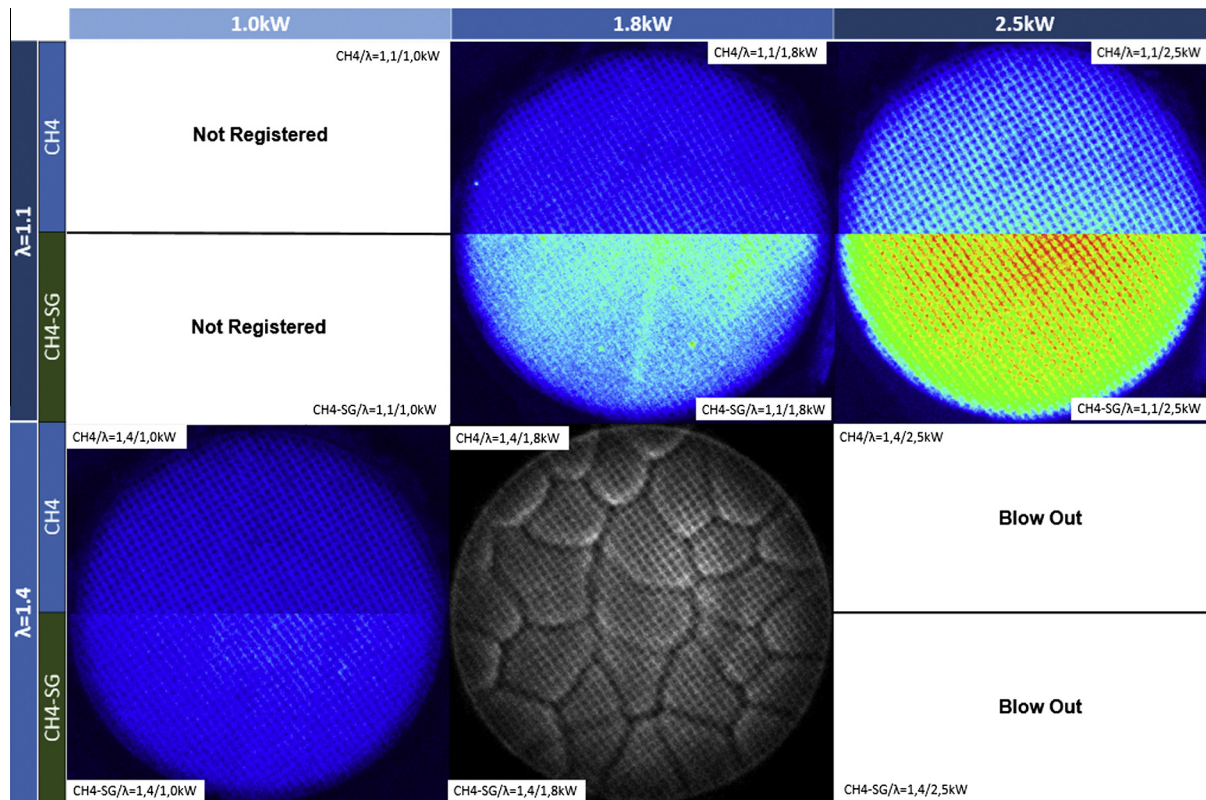 1.0kW
1.8kW
2.5kW
λ=1.1
CH4
CH4/λ=1,1/1,0kW
Not Registered
CH4/λ=1,1/1,8kW
CH4/λ=1,1/2,5kW
CH4-SG
Not Registered
CH4-SG/λ=1,1/1,0kW
CH4-SG/λ=1,1/1,8kW
CH4-SG/λ=1,1/2,5kW
λ=1.4
CH4
CH4/λ=1,4/1,0kW
CH4/λ=1,4/1,8kW
CH4/λ=1,4/2,5kW
Blow Out
CH4-SG
Blow Out
CH4-SG/λ=1,4/1,0kW
CH4-SG/λ=1,4/1,8kW
CH4-SG/λ=1,4/2,5kW